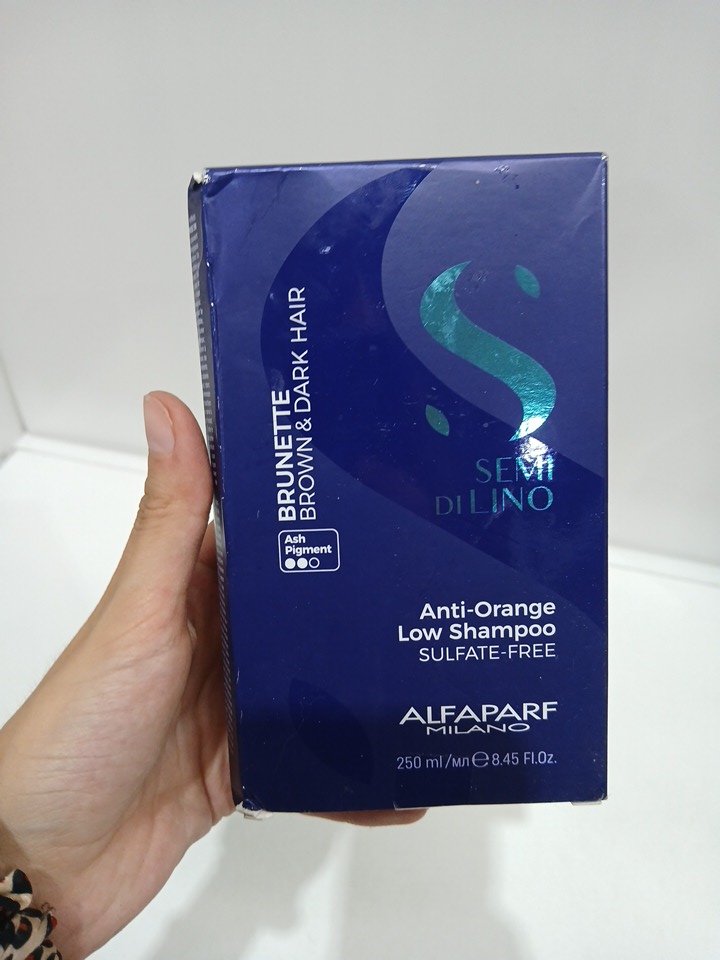 BRUNETTE
BROWN & DARK HAIR
Ash
Pigment
SEMI
DI LINO
Anti-Orange
Low Shampoo
SULFATE-FREE
ALFAPARF
MILANO
250 ml/мл℮8.45 Fl.Oz.